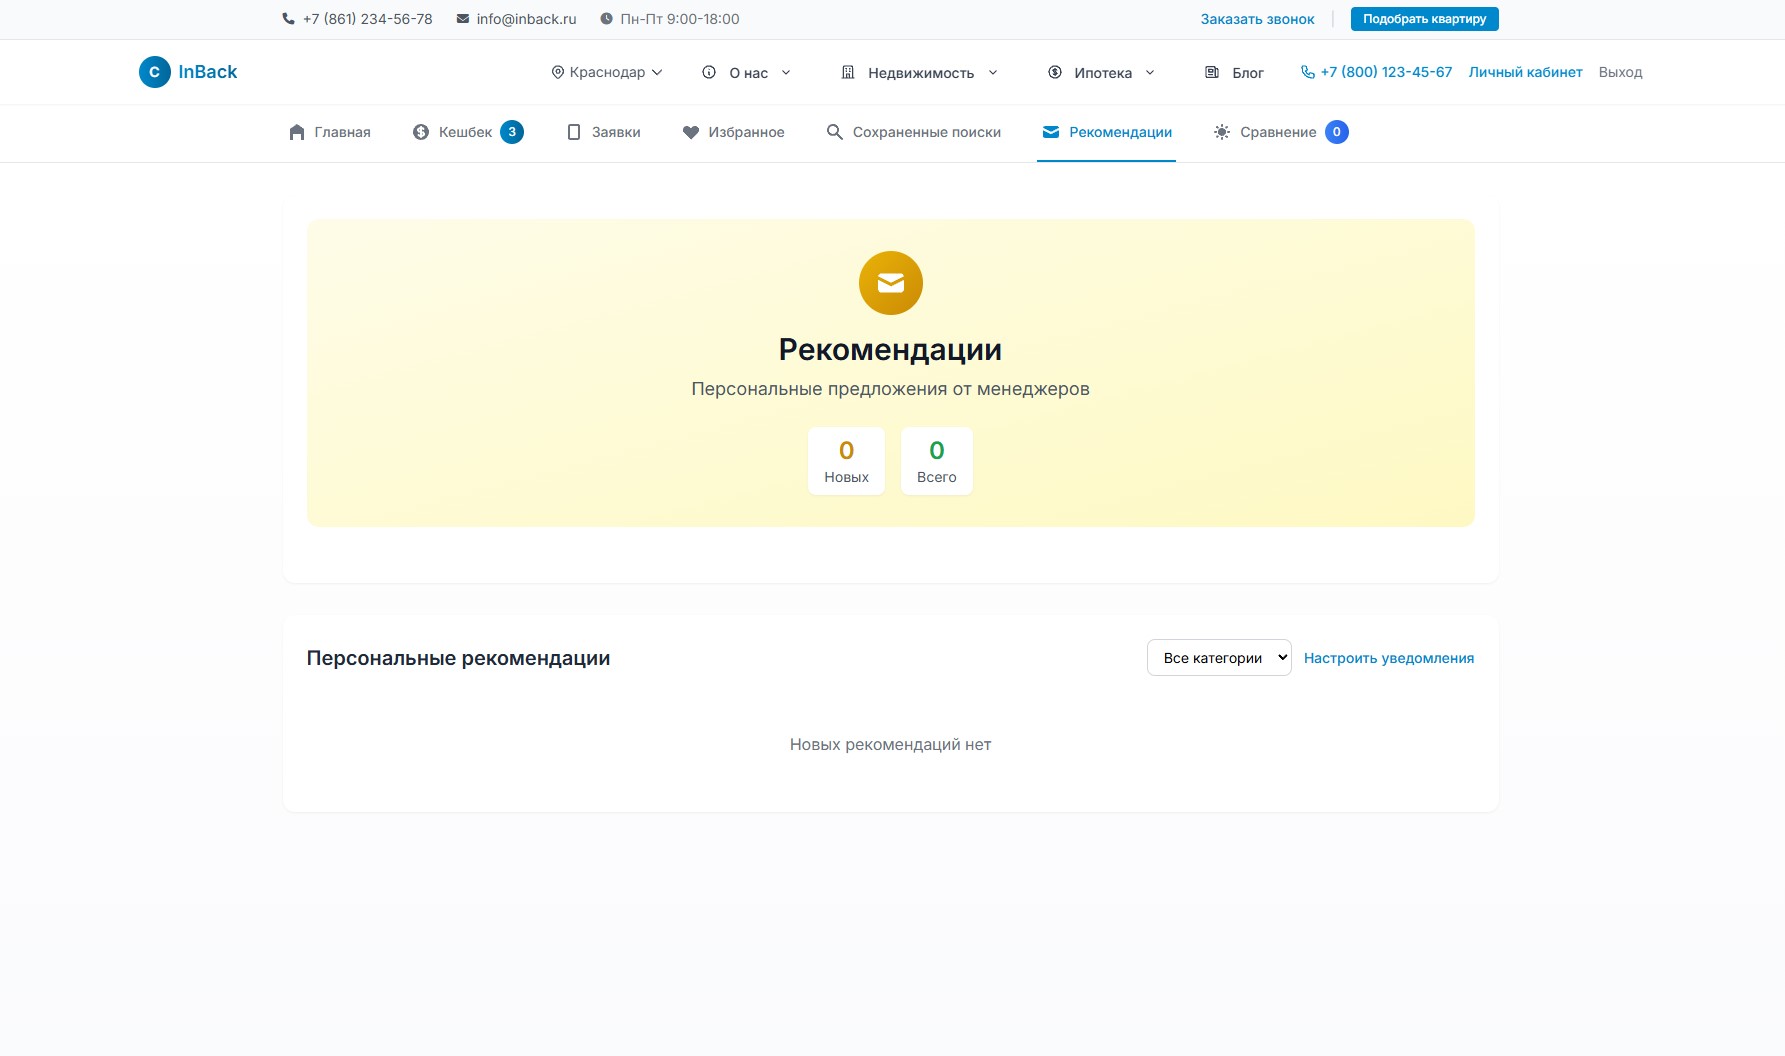 +7 (861) 234-56-78 info@inback.ru Пн-Пт 9:00-18:00 Заказать звонок Подобрать квартиру
C InBack Краснодар О нас Недвижимость Ипотека Блог +7 (800) 123-45-67 Личный кабинет Выход
Главная Кешбек 3 Заявки Избранное Сохраненные поиски Рекомендации Сравнение 0
Рекомендации
Персональные предложения от менеджеров
0 0
Новых Всего
Персональные рекомендации Все категории Настроить уведомления
Новых рекомендаций нет